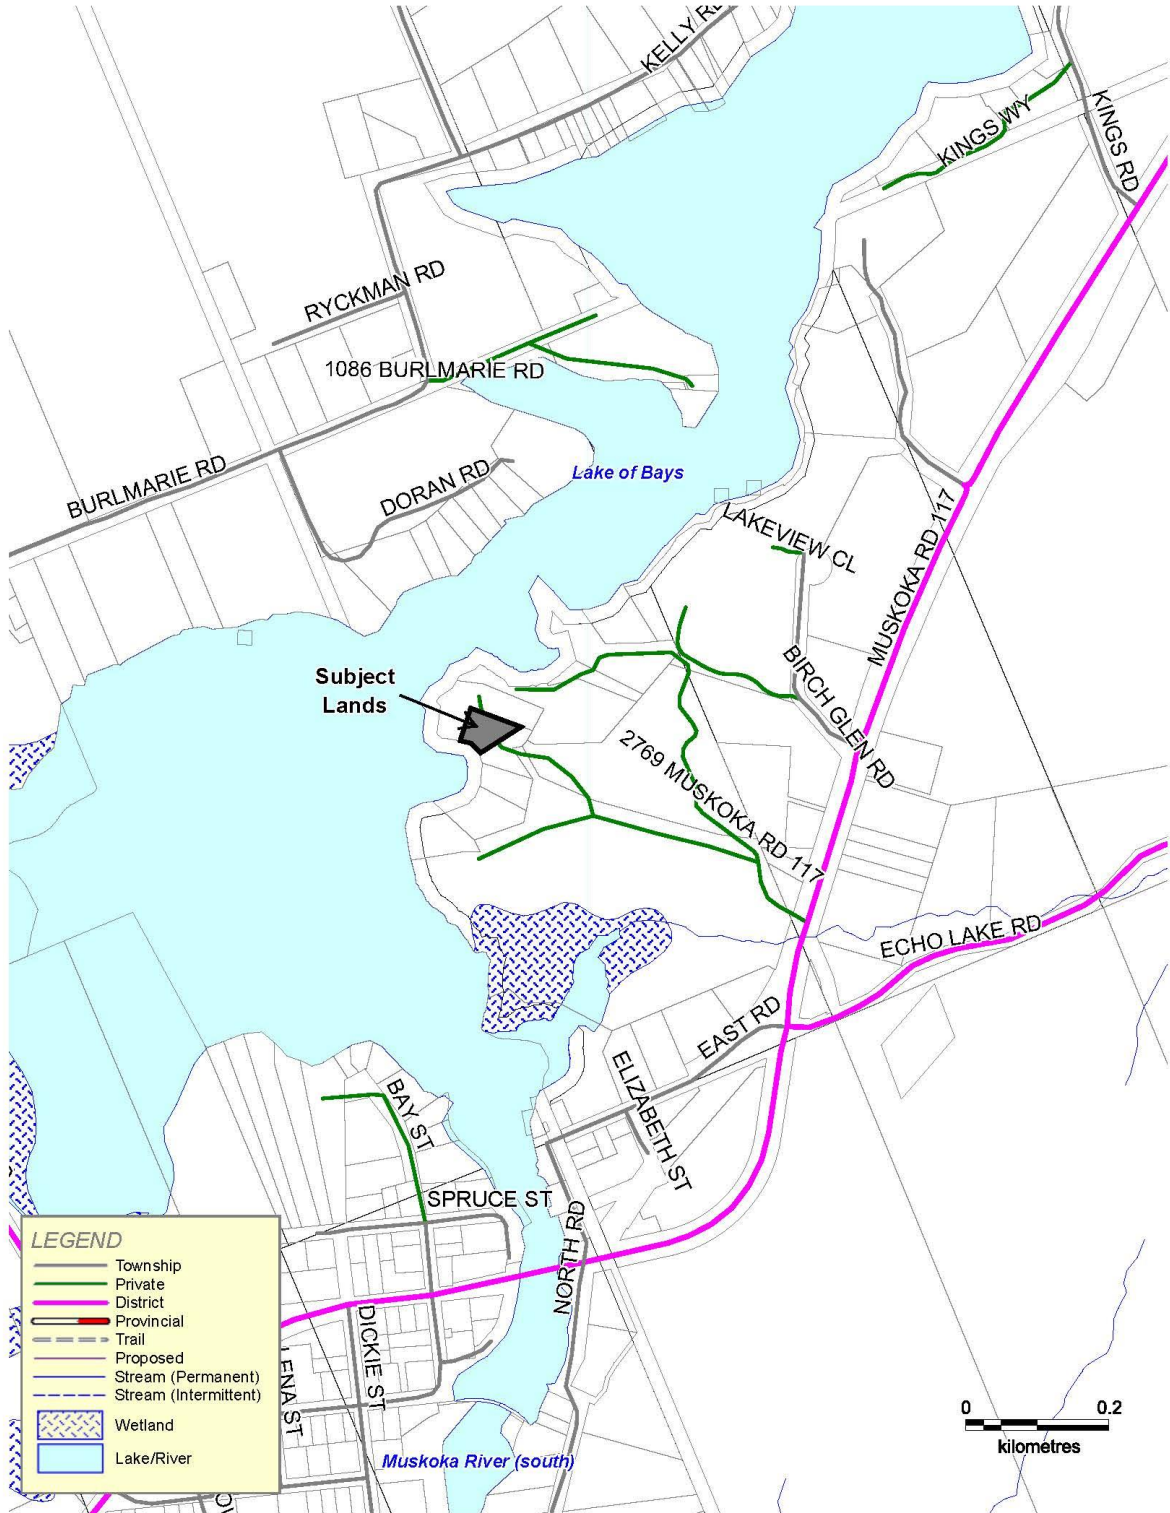 KELLY RD
KINGS WY
KINGS RD
RYCKMAN RD
1086 BURLMARIE RD
BURLMARIE RD
DORAN RD
Lake of Bays
LAKEVIEW CL
MUSKOKA RD 117
BIRCH GLEN RD
Subject
Lands
2769 MUSKOKA RD 117
ECHO LAKE RD
EAST RD
ELIZABETH ST
BAY ST
SPRUCE ST
NORTH RD
DICKIE ST
LENA ST
Muskoka River (south)
LEGEND
Township
Private
District
Provincial
Trail
Proposed
Stream (Permanent)
Stream (Intermittent)
Wetland
Lake/River
0 0.2
kilometres